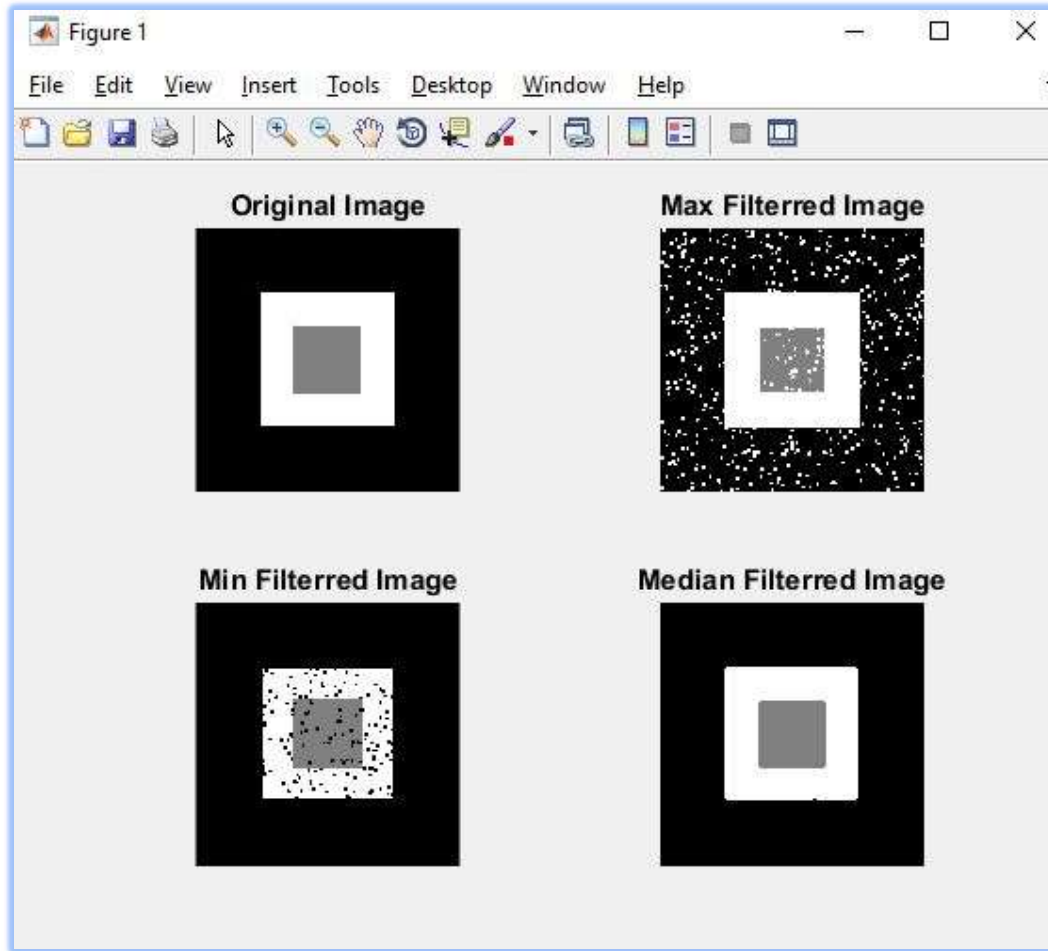 Figure 1
File Edit View Insert Tools Desktop Window Help
Original Image
Max Filterred Image
Min Filterred Image
Median Filterred Image